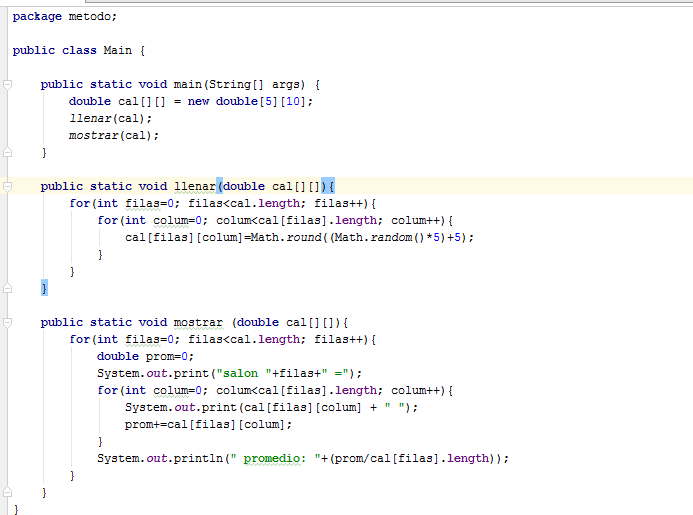 package metodo;
public class Main {
public static void main(String[] args) {
double cal[][] = new double[5][10];
llenar(cal);
mostrar(cal);
}
public static void llenar(double cal[][]){
for(int filas=0; filas<cal.length; filas++){
for(int colum=0; colum<cal[filas].length; colum++){
cal[filas][colum]=Math.round((Math.random()*5)+5);
}
}
}
public static void mostrar (double cal[][]){
for(int filas=0; filas<cal.length; filas++){
double prom=0;
System.out.print("salon "+filas+" =");
for(int colum=0; colum<cal[filas].length; colum++){
System.out.print(cal[filas][colum] + " ");
prom+=cal[filas][colum];
}
System.out.println(" promedio: "+(prom/cal[filas].length));
}
}
}